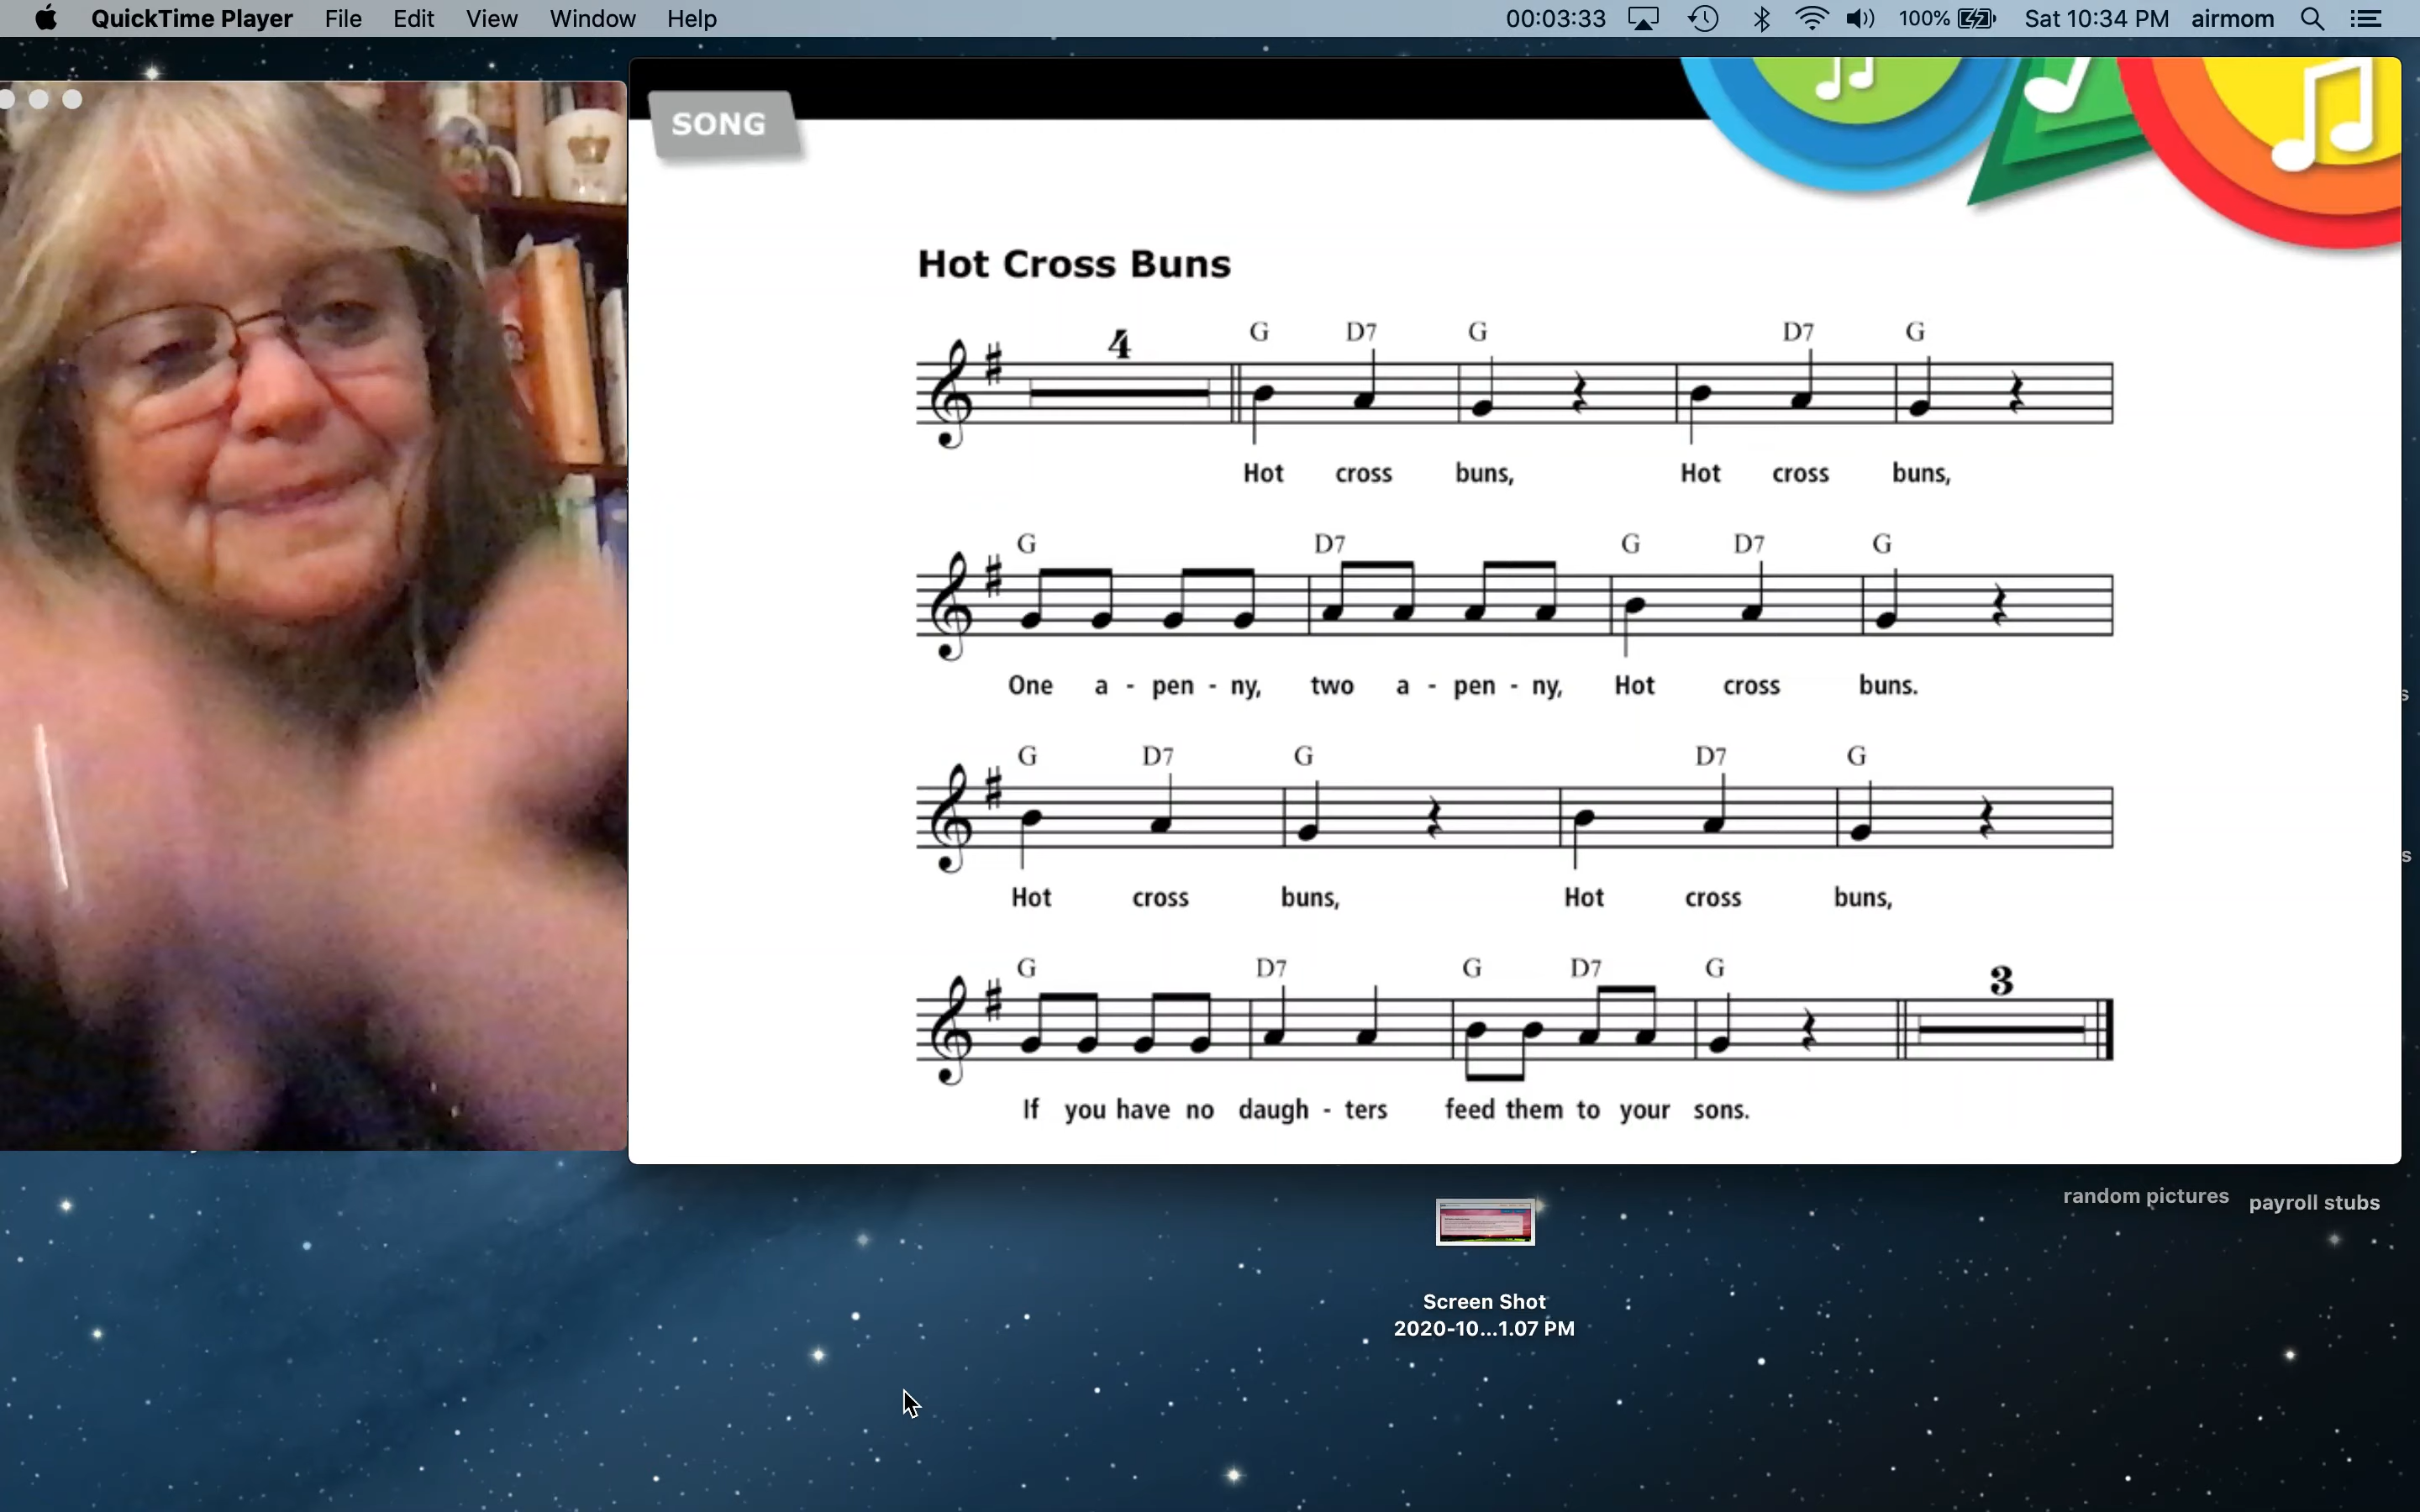 QuickTime Player File Edit View Window Help 00:03:33 100% Sat 10:34 PM airmom
SONG
Hot Cross Buns
4 G D7 G D7 G
Hot cross buns, Hot cross buns,
G D7 G D7 G
One a - pen - ny, two a - pen - ny, Hot cross buns.
G D7 G D7 G
Hot cross buns, Hot cross buns,
G D7 G D7 G 3
If you have no daugh - ters feed them to your sons.
random pictures payroll stubs
Screen Shot
2020-10...1.07 PM